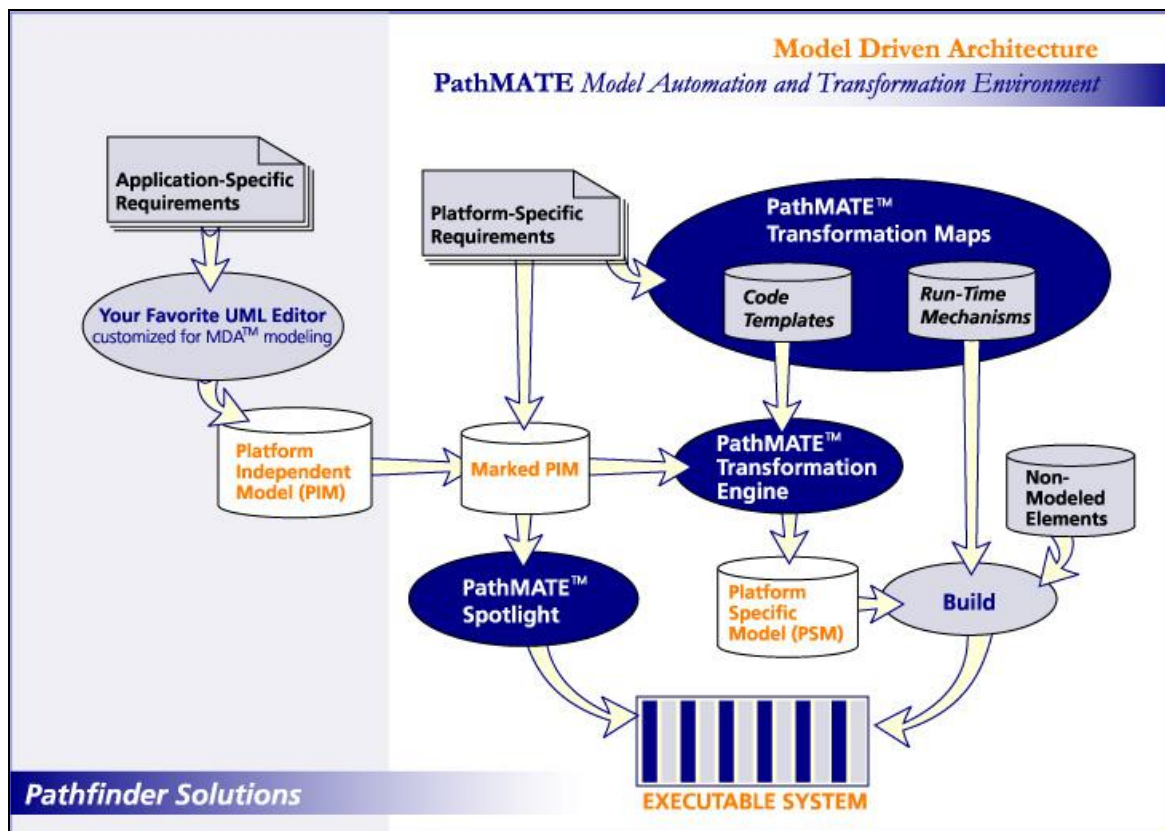 Model Driven Architecture
PathMATE Model Automation and Transformation Environment
Application-Specific
Requirements
Platform-Specific
Requirements
PathMATE™
Transformation Maps
Code
Templates
Run-Time
Mechanisms
Your Favorite UML Editor
customized for MDA™ modeling
Platform
Independent
Model (PIM)
Marked PIM
PathMATE™
Transformation
Engine
Non-
Modeled
Elements
PathMATE™
Spotlight
Platform
Specific
Model (PSM)
Build
EXECUTABLE SYSTEM
Pathfinder Solutions